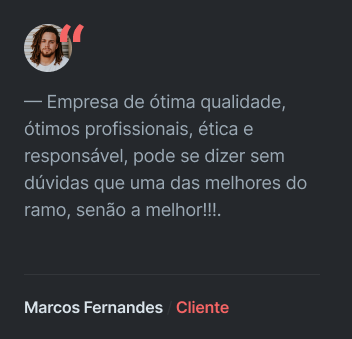 “
— Empresa de ótima qualidade,
ótimos profissionais, ética e
responsável, pode se dizer sem
dúvidas que uma das melhores do
ramo, senão a melhor!!!.
Marcos Fernandes / Cliente